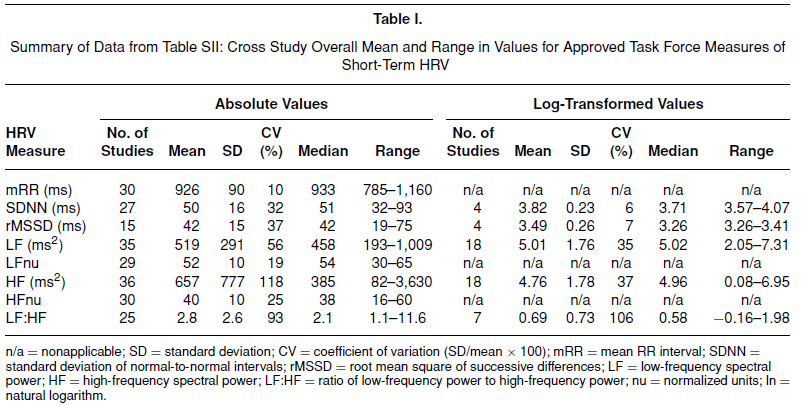 Table I.
Summary of Data from Table SII: Cross Study Overall Mean and Range in Values for Approved Task Force Measures of
Short-Term HRV
Absolute Values Log-Transformed Values
HRV No. of CV No. of CV
Measure Studies Mean SD (%) Median Range Studies Mean SD (%) Median Range
mRR (ms) 30 926 90 10 933 785–1,160 n/a n/a n/a n/a n/a n/a
SDNN (ms) 27 50 16 32 51 32–93 4 3.82 0.23 6 3.71 3.57–4.07
rMSSD (ms) 15 42 15 37 42 19–75 4 3.49 0.26 7 3.26 3.26–3.41
LF (ms²) 35 519 291 56 458 193–1,009 18 5.01 1.76 35 5.02 2.05–7.31
LFnu 29 52 10 19 54 30–65 n/a n/a n/a n/a n/a n/a
HF (ms²) 36 657 777 118 385 82–3,630 18 4.76 1.78 37 4.96 0.08–6.95
HFnu 30 40 10 25 38 16–60 n/a n/a n/a n/a n/a n/a
LF:HF 25 2.8 2.6 93 2.1 1.1–11.6 7 0.69 0.73 106 0.58 −0.16–1.98
n/a = nonapplicable; SD = standard deviation; CV = coefficient of variation (SD/mean × 100); mRR = mean RR interval; SDNN =
standard deviation of normal-to-normal intervals; rMSSD = root mean square of successive differences; LF = low-frequency spectral
power; HF = high-frequency spectral power; LF:HF = ratio of low-frequency power to high-frequency power; nu = normalized units; ln =
natural logarithm.